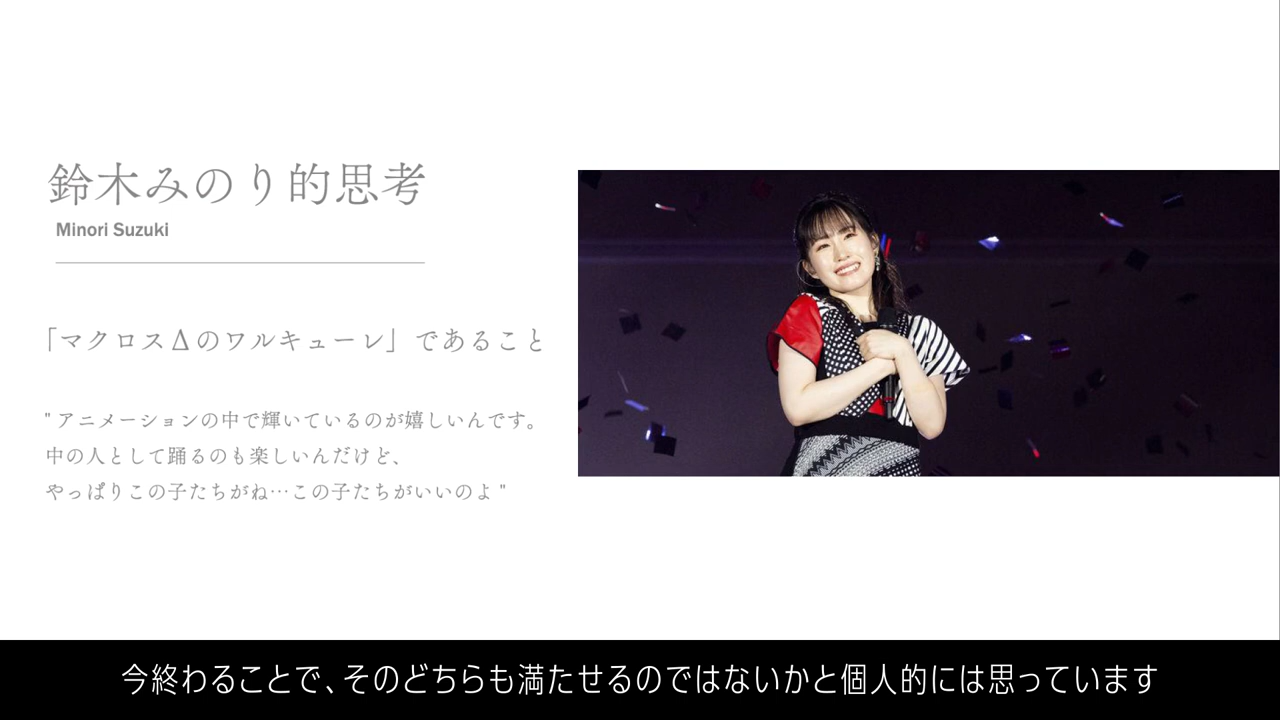 鈴木みのり的思考
Minori Suzuki
「マクロスΔのワルキューレ」であること
" アニメーションの中で輝いているのが嬉しいんです。
中の人として踊るのも楽しいんだけど、
やっぱりこの子たちがね…この子たちがいいのよ "
今終わることで、そのどちらも満たせるのではないかと個人的には思っています